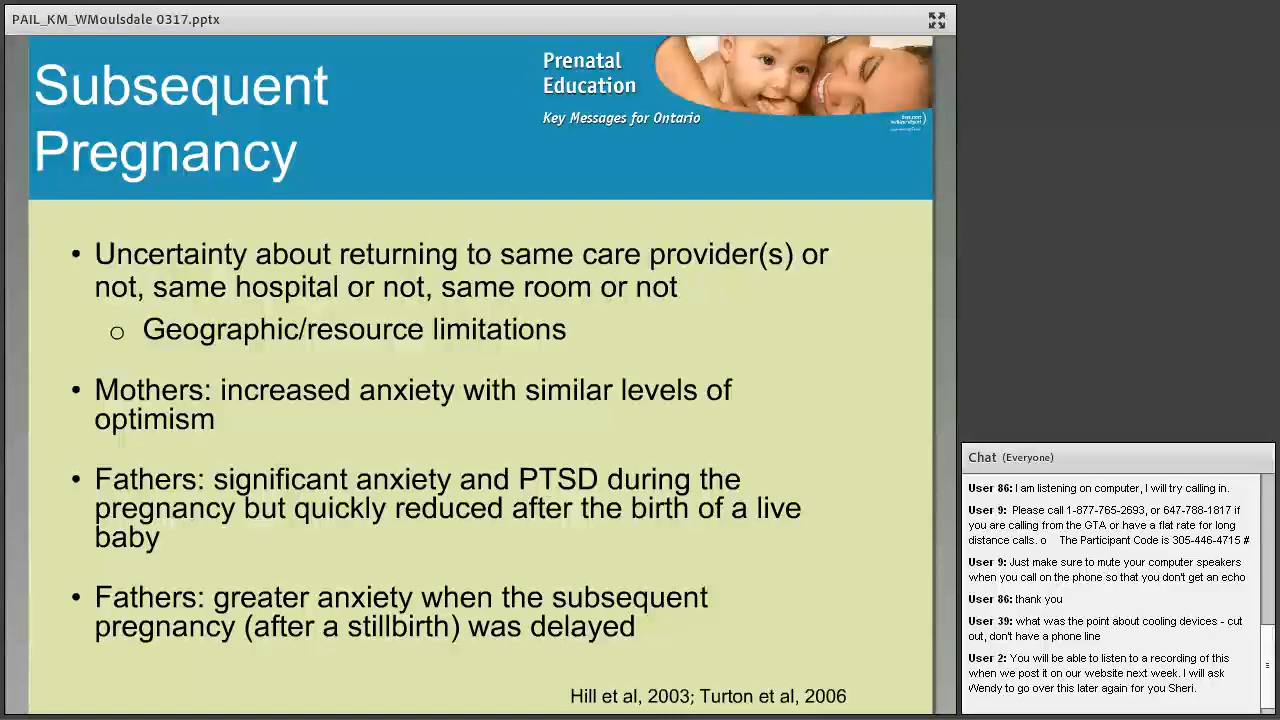 PAIL_KM_WMoulsdale 0317.pptx
Subsequent
Pregnancy
Prenatal
Education
Key Messages for Ontario
• Uncertainty about returning to same care provider(s) or
not, same hospital or not, same room or not
o Geographic/resource limitations
• Mothers: increased anxiety with similar levels of
optimism
• Fathers: significant anxiety and PTSD during the
pregnancy but quickly reduced after the birth of a live
baby
• Fathers: greater anxiety when the subsequent
pregnancy (after a stillbirth) was delayed
Hill et al, 2003; Turton et al, 2006
Chat (Everyone)
User 86: I am listening on computer, I will try calling in.
User 9: Please call 1-877-765-2693, or 647-788-1817 if
you are calling from the GTA or have a flat rate for long
distance calls. o The Participant Code is 305-446-4715 #
User 9: Just make sure to mute your computer speakers
when you call on the phone so that you don't get an echo
User 86: thank you
User 39: what was the point about cooling devices - cut
out, don't have a phone line
User 2: You will be able to listen to a recording of this
when we post it on our website next week. I will ask
Wendy to go over this later again for you Sheri.